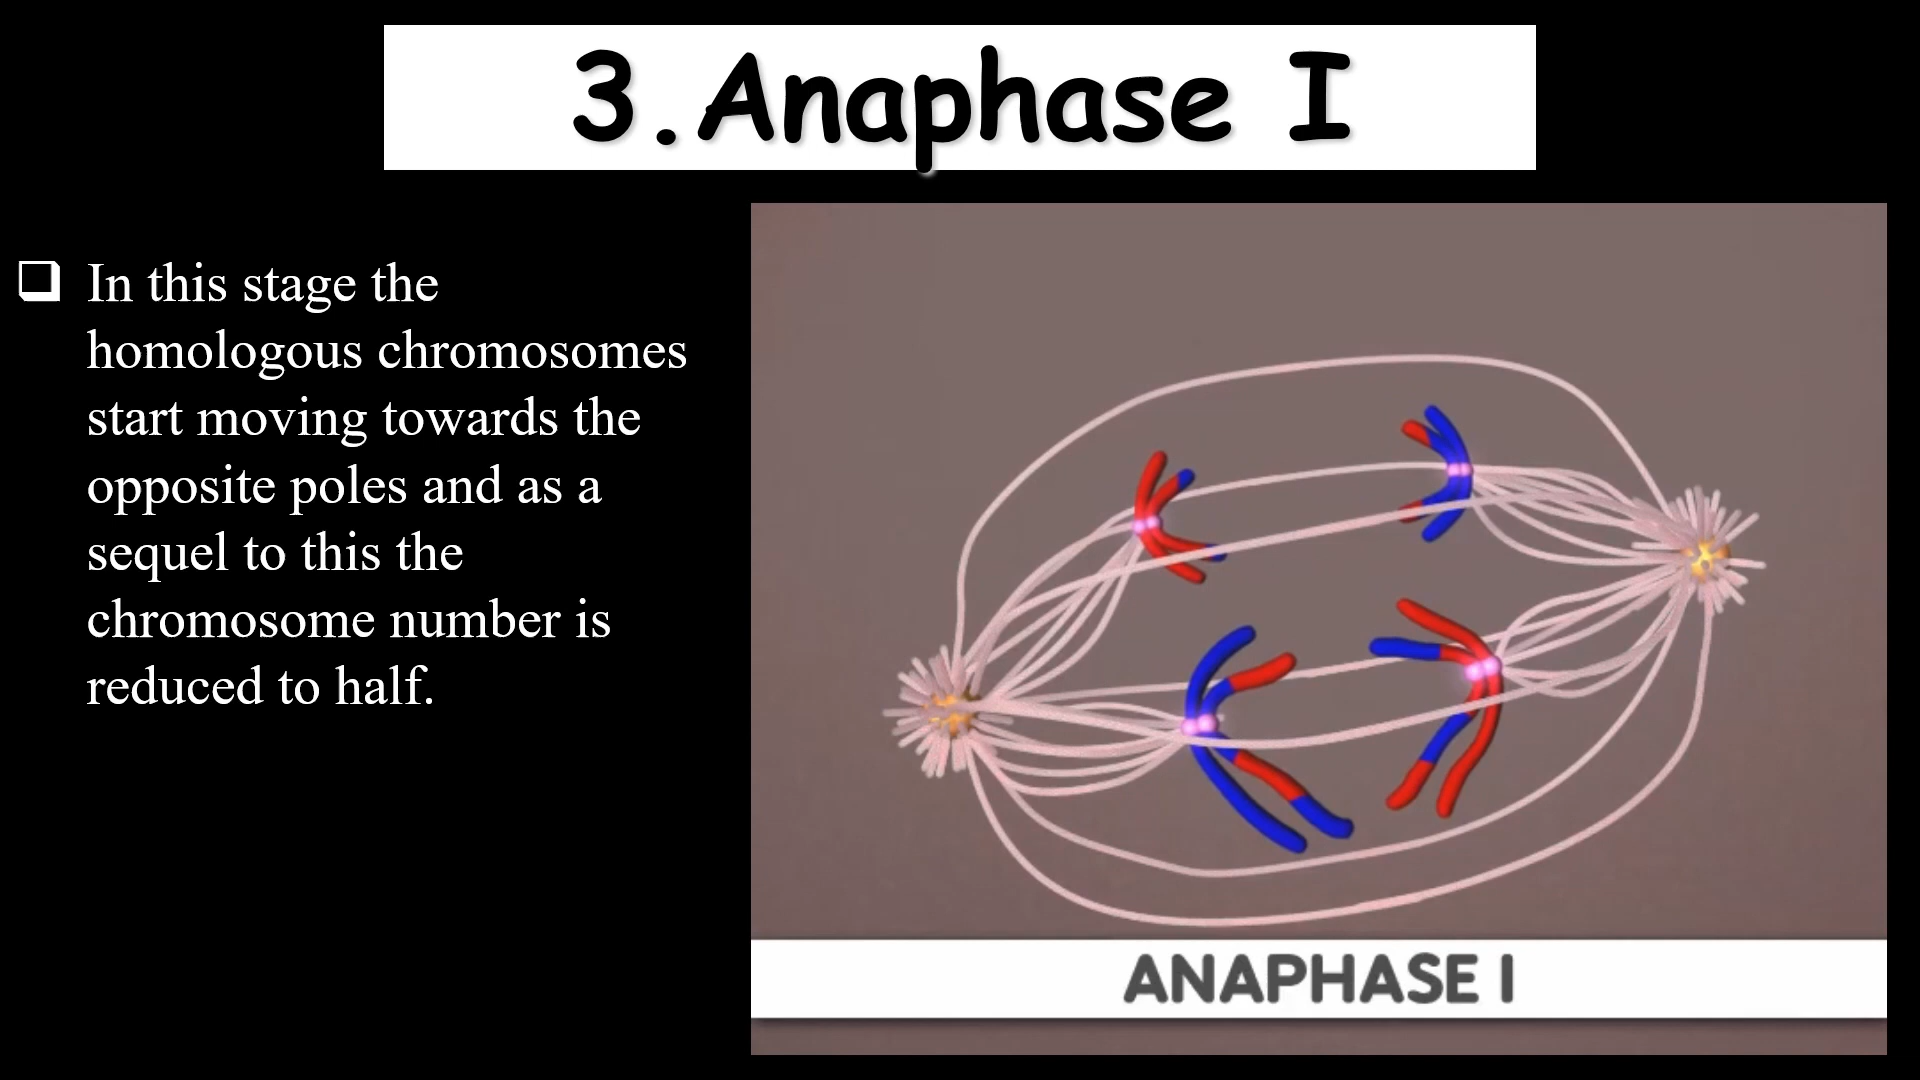 3.Anaphase I
In this stage the
homologous chromosomes
start moving towards the
opposite poles and as a
sequel to this the
chromosome number is
reduced to half.
ANAPHASE I